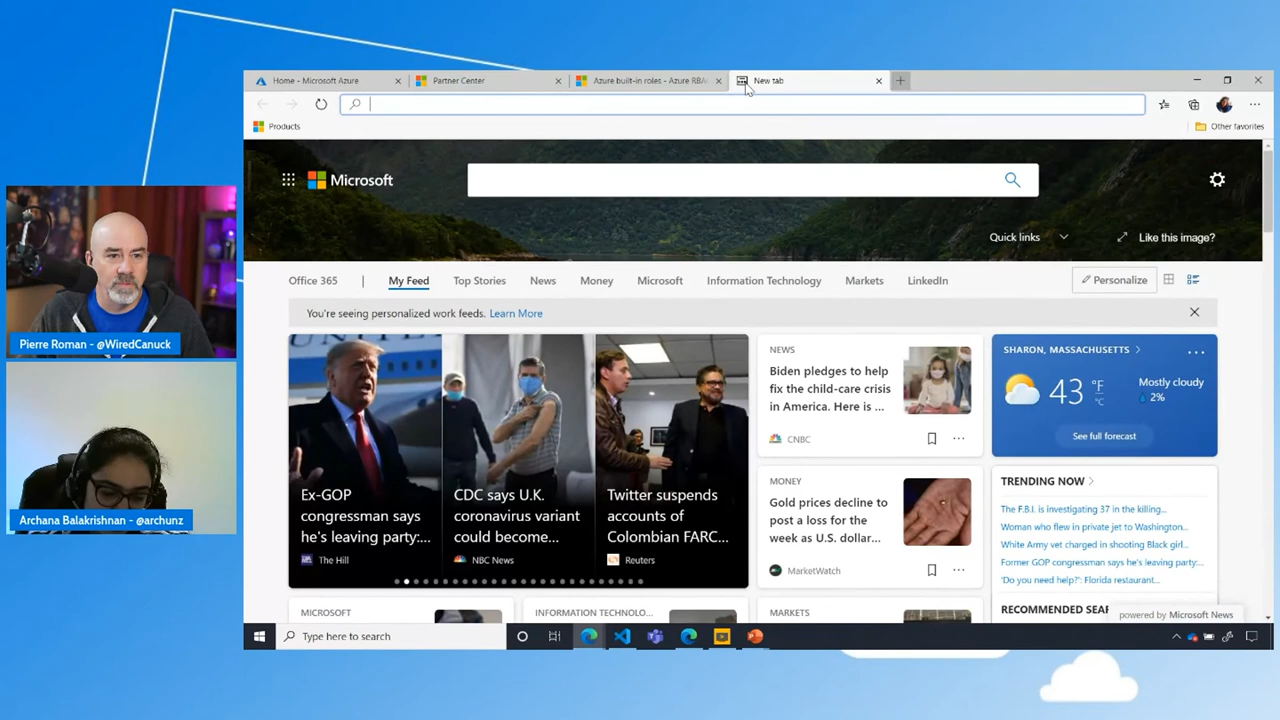 Home - Microsoft Azure
Partner Center
Azure built-in roles - Azure RBA
New tab
Products
Other favorites
Microsoft
Quick links
Like this image?
Office 365
My Feed
Top Stories
News
Money
Microsoft
Information Technology
Markets
LinkedIn
Personalize
You're seeing personalized work feeds. Learn More
Ex-GOP
congressman says
he's leaving party:...
The Hill
CDC says U.K.
coronavirus variant
could become...
NBC News
Twitter suspends
accounts of
Colombian FARC...
Reuters
NEWS
Biden pledges to help
fix the child-care crisis
in America. Here is ...
CNBC
MONEY
Gold prices decline to
post a loss for the
week as U.S. dollar...
MarketWatch
SHARON, MASSACHUSETTS
43 °F
°C
Mostly cloudy
2%
See full forecast
TRENDING NOW
The F.B.I. is investigating 37 in the killing...
Woman who flew in private jet to Washington...
White Army vet charged in shooting Black girl...
Former GOP congressman says he's leaving party:...
'Do you need help?': Florida restaurant...
RECOMMENDED SEAR
powered by Microsoft News
MICROSOFT
INFORMATION TECHNOLO...
MARKETS
Type here to search
Pierre Roman - @WiredCanuck
Archana Balakrishnan - @archunz